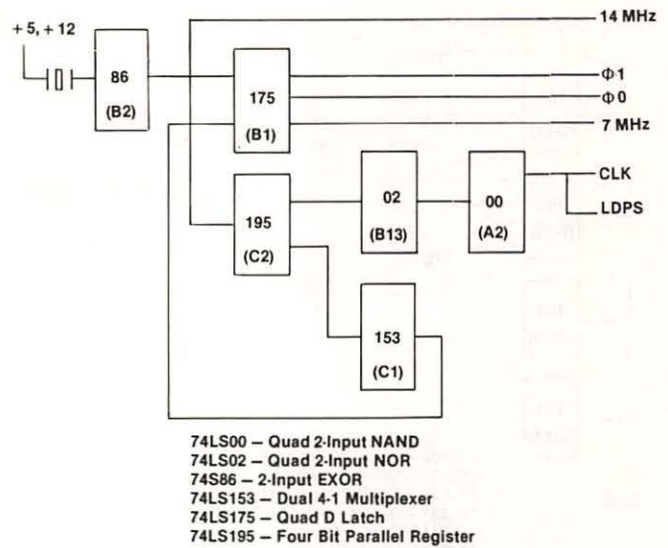 14 MHz
+ 5, + 12
86
(B2)
175
(B1)
Φ1
Φ0
7 MHz
195
(C2)
02
(B13)
00
(A2)
CLK
LDPS
153
(C1)
74LS00 — Quad 2-Input NAND
74LS02 — Quad 2-Input NOR
74S86 — 2-Input EXOR
74LS153 — Dual 4-1 Multiplexer
74LS175 — Quad D Latch
74LS195 — Four Bit Parallel Register